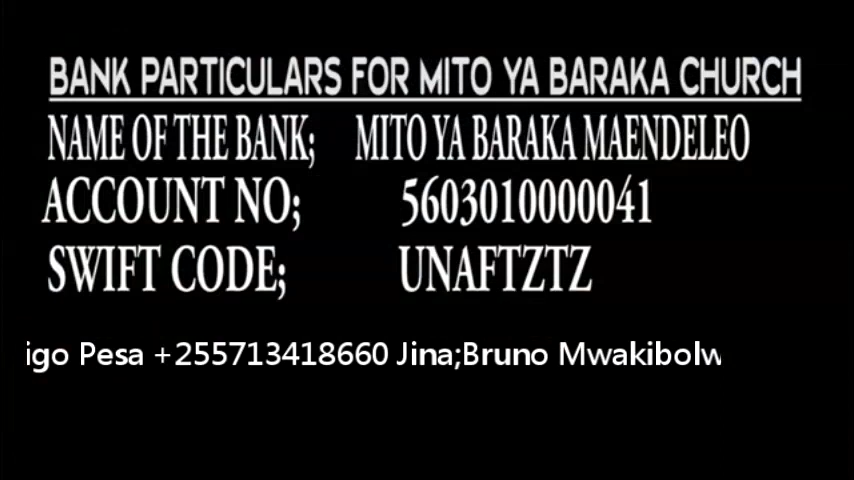 BANK PARTICULARS FOR MITO YA BARAKA CHURCH
NAME OF THE BANK; MITO YA BARAKA MAENDELEO
ACCOUNT NO; 5603010000041
SWIFT CODE; UNAFTZTZ
igo Pesa +255713418660 Jina;Bruno Mwakibolw